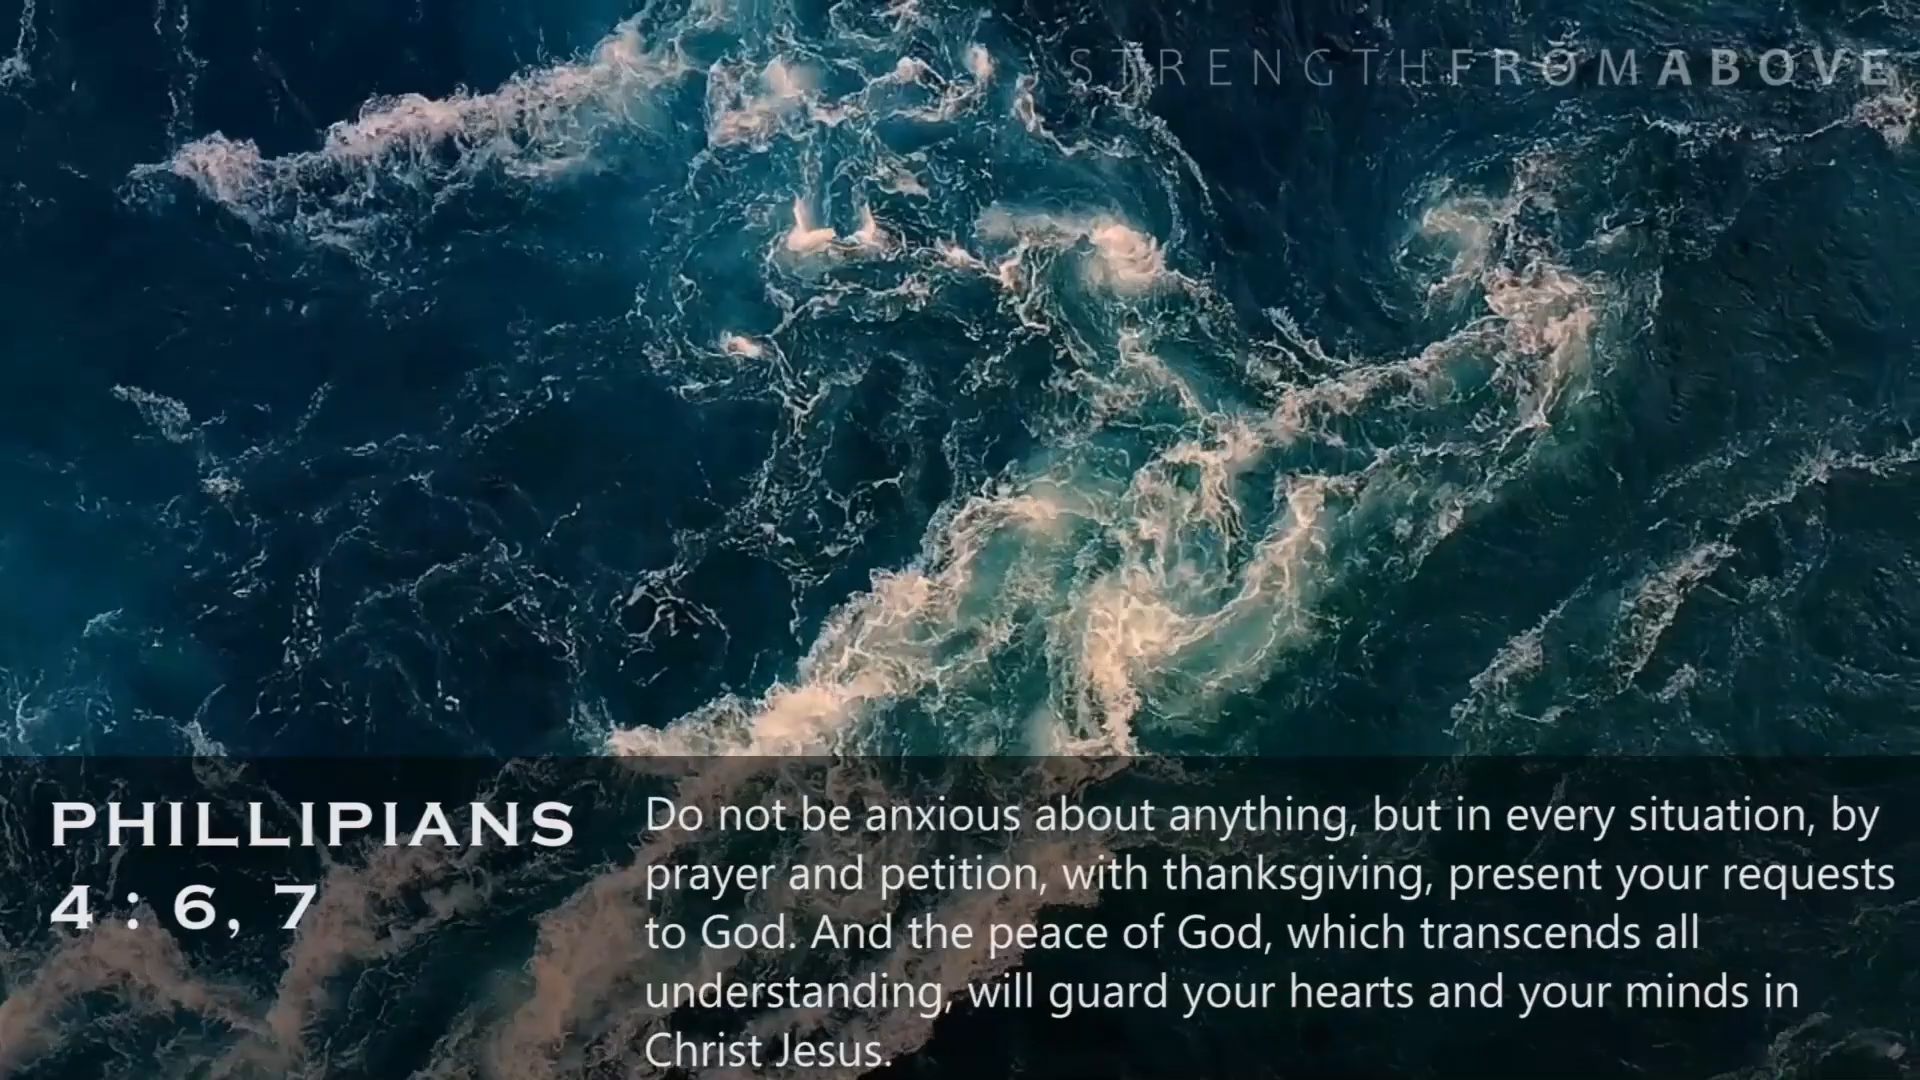 STRENGTHFROMABOVE
PHILLIPIANS
4 : 6, 7
Do not be anxious about anything, but in every situation, by
prayer and petition, with thanksgiving, present your requests
to God. And the peace of God, which transcends all
understanding, will guard your hearts and your minds in
Christ Jesus.